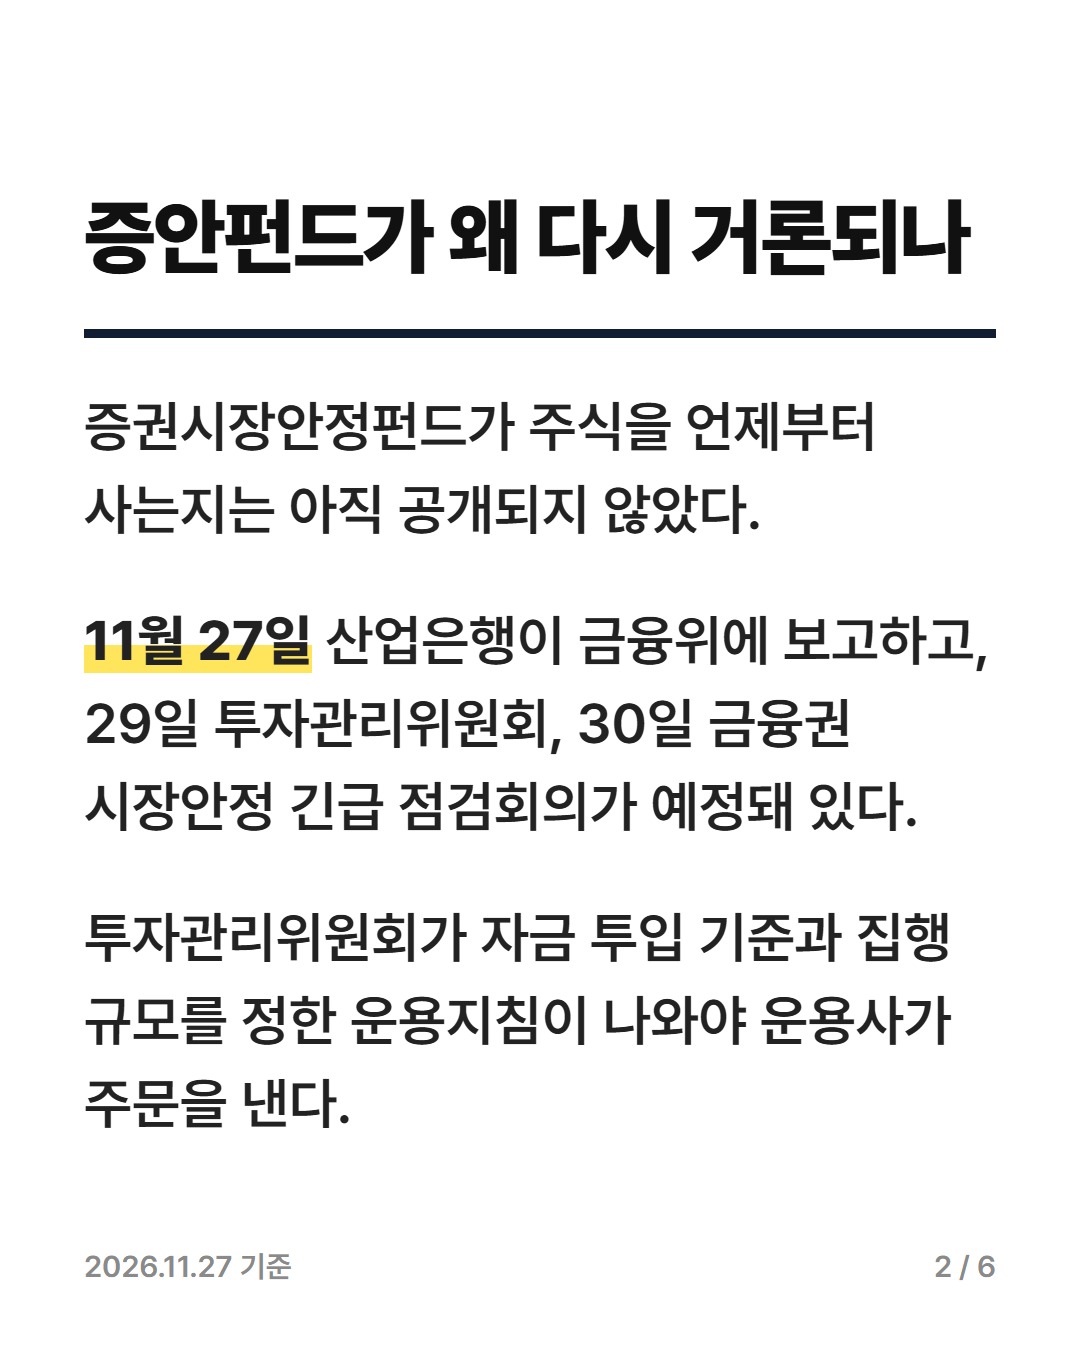 증안펀드가 왜 다시 거론되나
증권시장안정펀드가 주식을 언제부터
사는지는 아직 공개되지 않았다.
11월 27일 산업은행이 금융위에 보고하고,
29일 투자관리위원회, 30일 금융권
시장안정 긴급 점검회의가 예정돼 있다.
투자관리위원회가 자금 투입 기준과 집행
규모를 정한 운용지침이 나와야 운용사가
주문을 낸다.
2026.11.27 기준
2 / 6